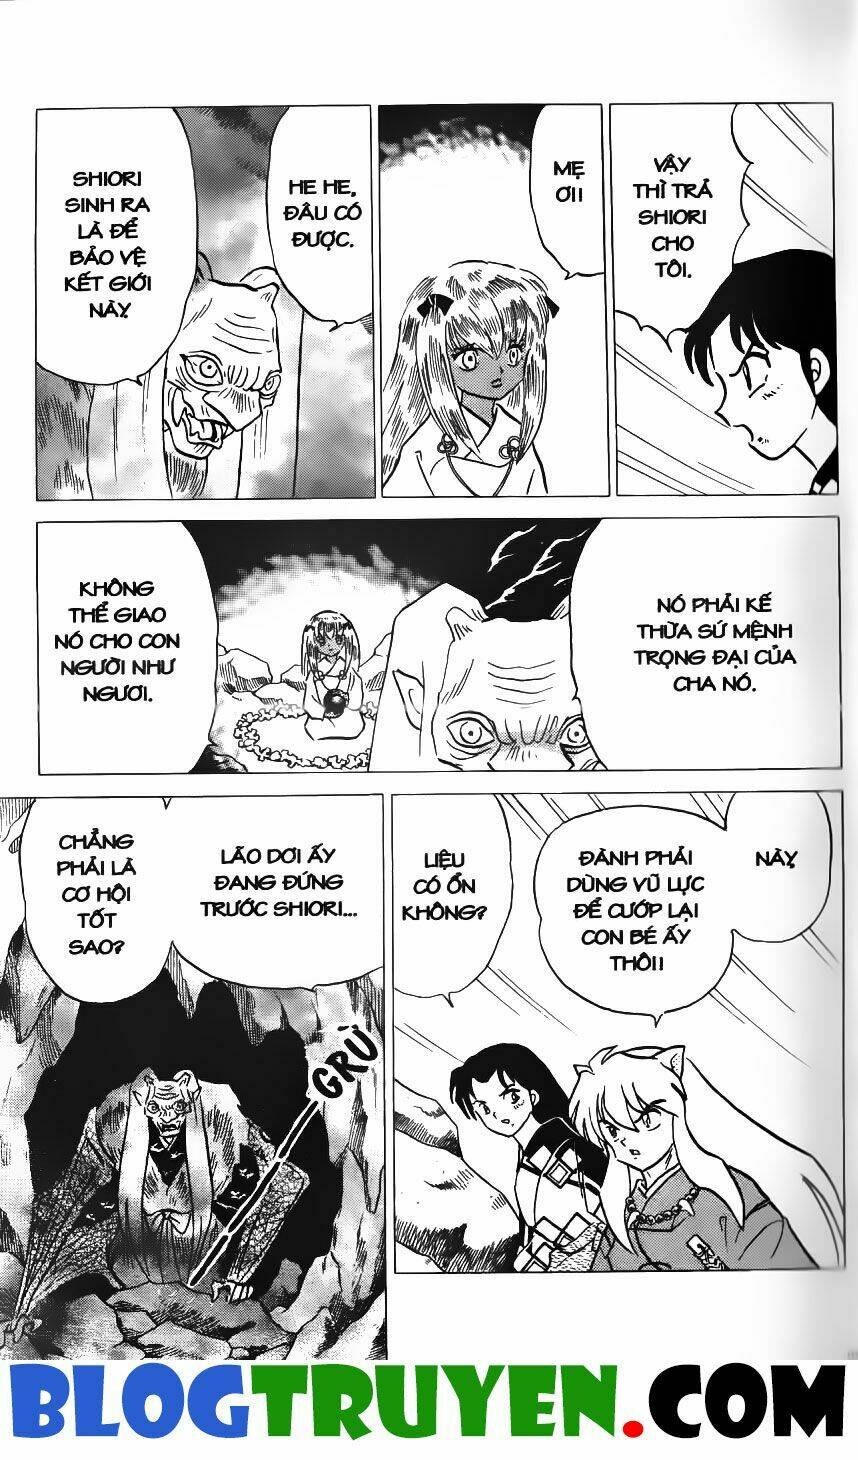 VẬY
THÌ TRẢ
SHIORI
CHO
TÔI.
MẸ
ƠI!
HE HE,
ĐÂU CÓ
ĐƯỢC.
SHIORI
SINH RA
LÀ ĐỂ
BẢO VỆ
KẾT GIỚI
NÀY.
NÓ PHẢI KẾ
THỪA SỨ MỆNH
TRỌNG ĐẠI CỦA
CHA NÓ.
KHÔNG
THỂ GIAO
NÓ CHO CON
NGƯỜI NHƯ
NGƯƠI.
NÀY.
ĐÀNH PHẢI
DÙNG VŨ LỰC
ĐỂ CƯỚP LẠI
CON BÉ ẤY
THÔI!
LIỆU
CÓ ỔN
KHÔNG?
LÃO DƠI ẤY
ĐANG ĐỨNG
TRƯỚC SHIORI...
CHẲNG
PHẢI LÀ
CƠ HỘI
TỐT
SAO?
GRỪ
BLOGTRUYEN.COM